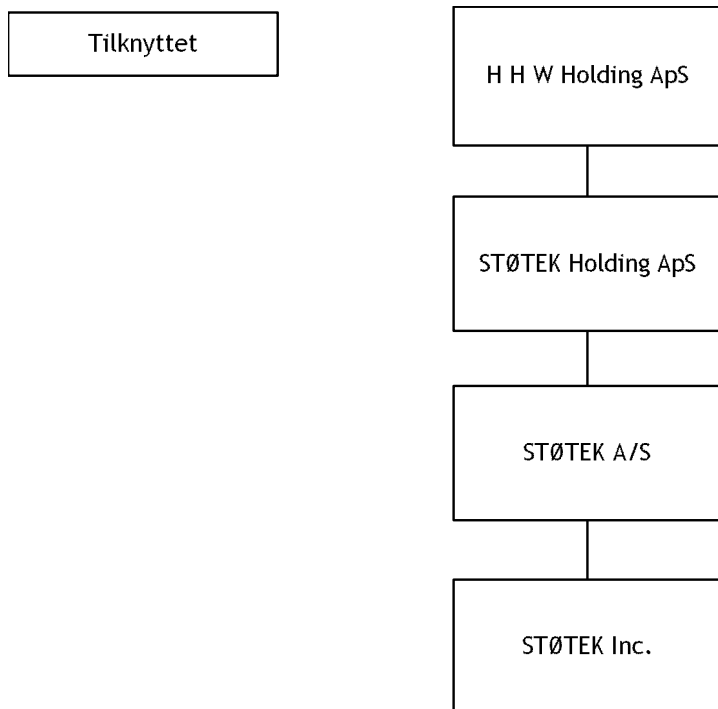 Tilknyttet
H H W Holding ApS
STØTEK Holding ApS
STØTEK A/S
STØTEK Inc.